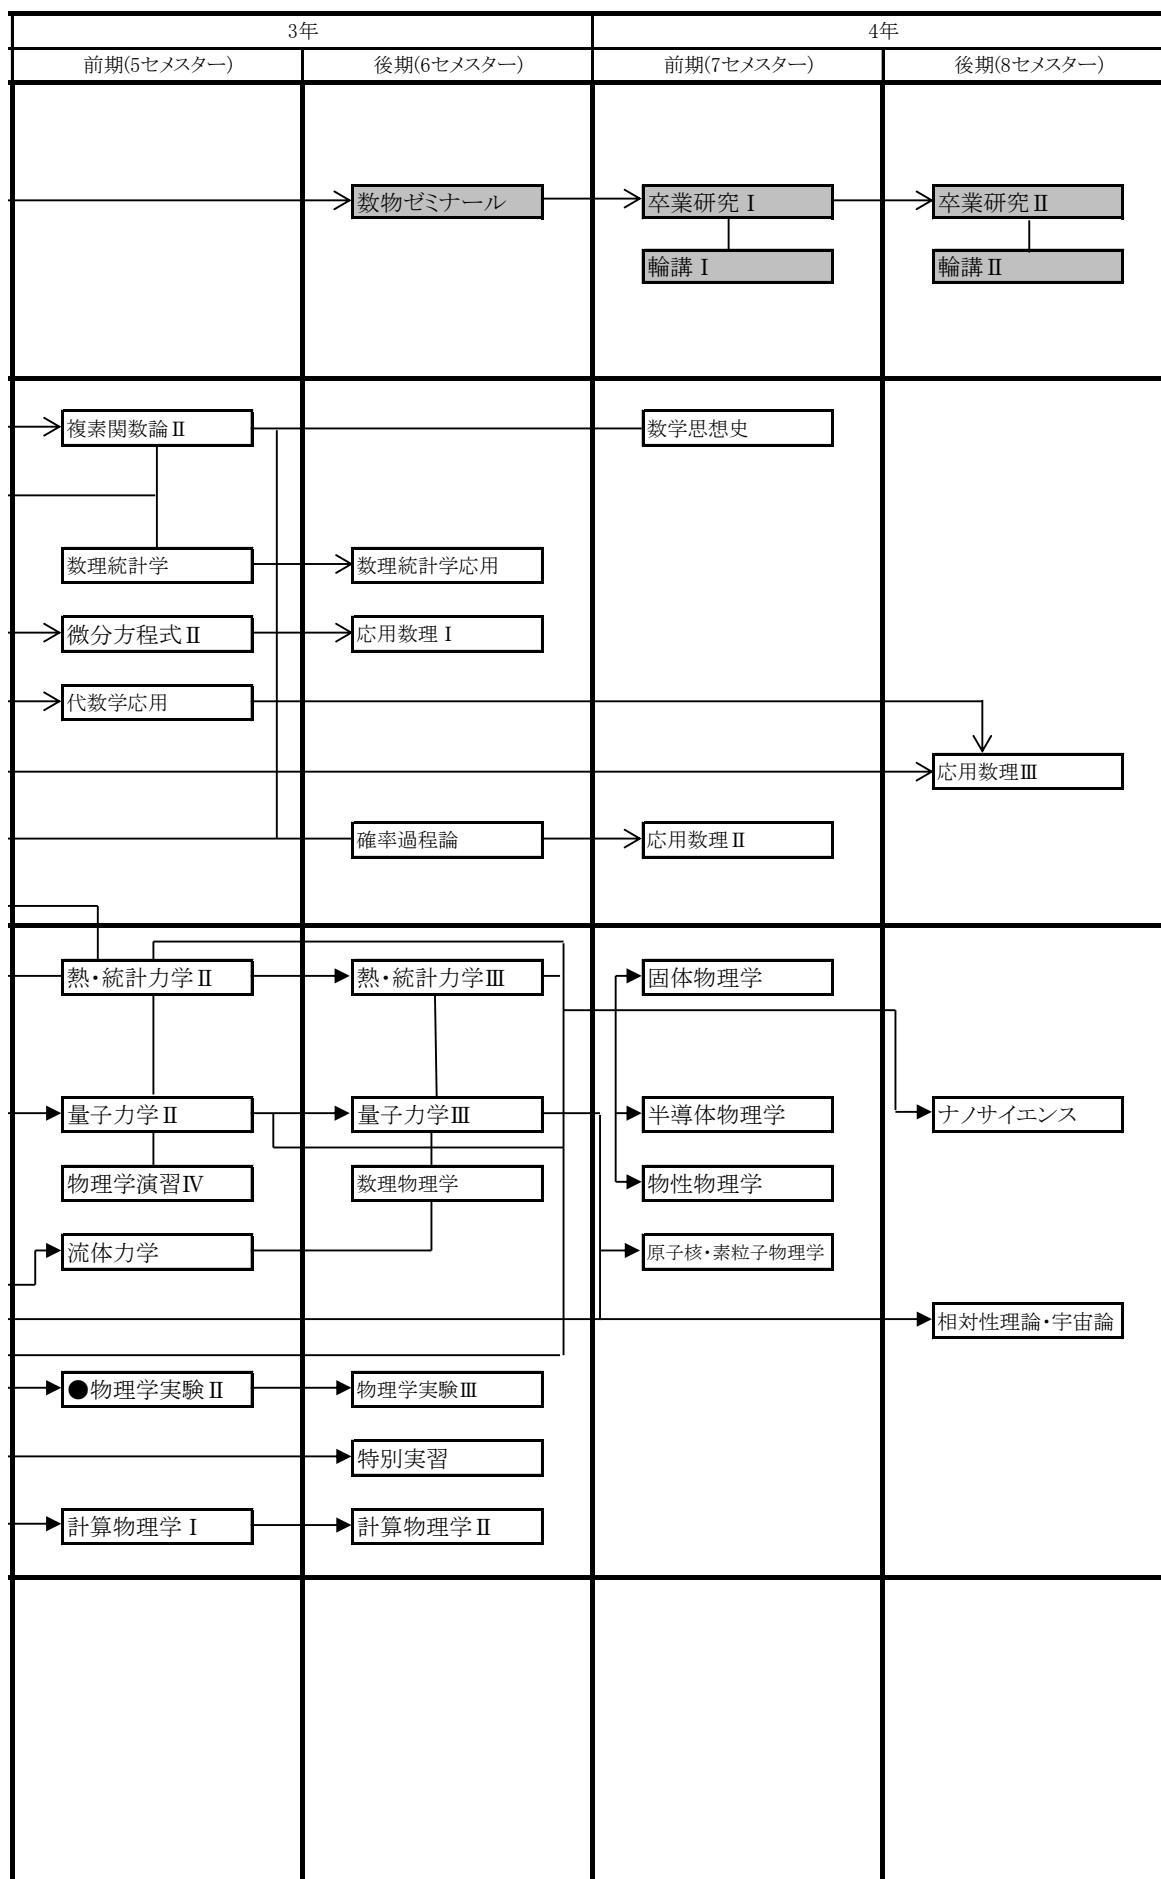 3年
4年
前期(5セメスター)
後期(6セメスター)
前期(7セメスター)
後期(8セメスター)
数物ゼミナール
卒業研究Ⅰ
卒業研究Ⅱ
輪講Ⅰ
輪講Ⅱ
複素関数論Ⅱ
数学思想史
数理統計学
数理統計学応用
微分方程式Ⅱ
応用数理Ⅰ
代数学応用
応用数理Ⅲ
確率過程論
応用数理Ⅱ
熱・統計力学Ⅱ
熱・統計力学Ⅲ
固体物理学
量子力学Ⅱ
量子力学Ⅲ
半導体物理学
ナノサイエンス
物理学演習Ⅳ
数理物理学
物性物理学
流体力学
原子核・素粒子物理学
相対性理論・宇宙論
●物理学実験Ⅱ
物理学実験Ⅲ
特別実習
計算物理学Ⅰ
計算物理学Ⅱ